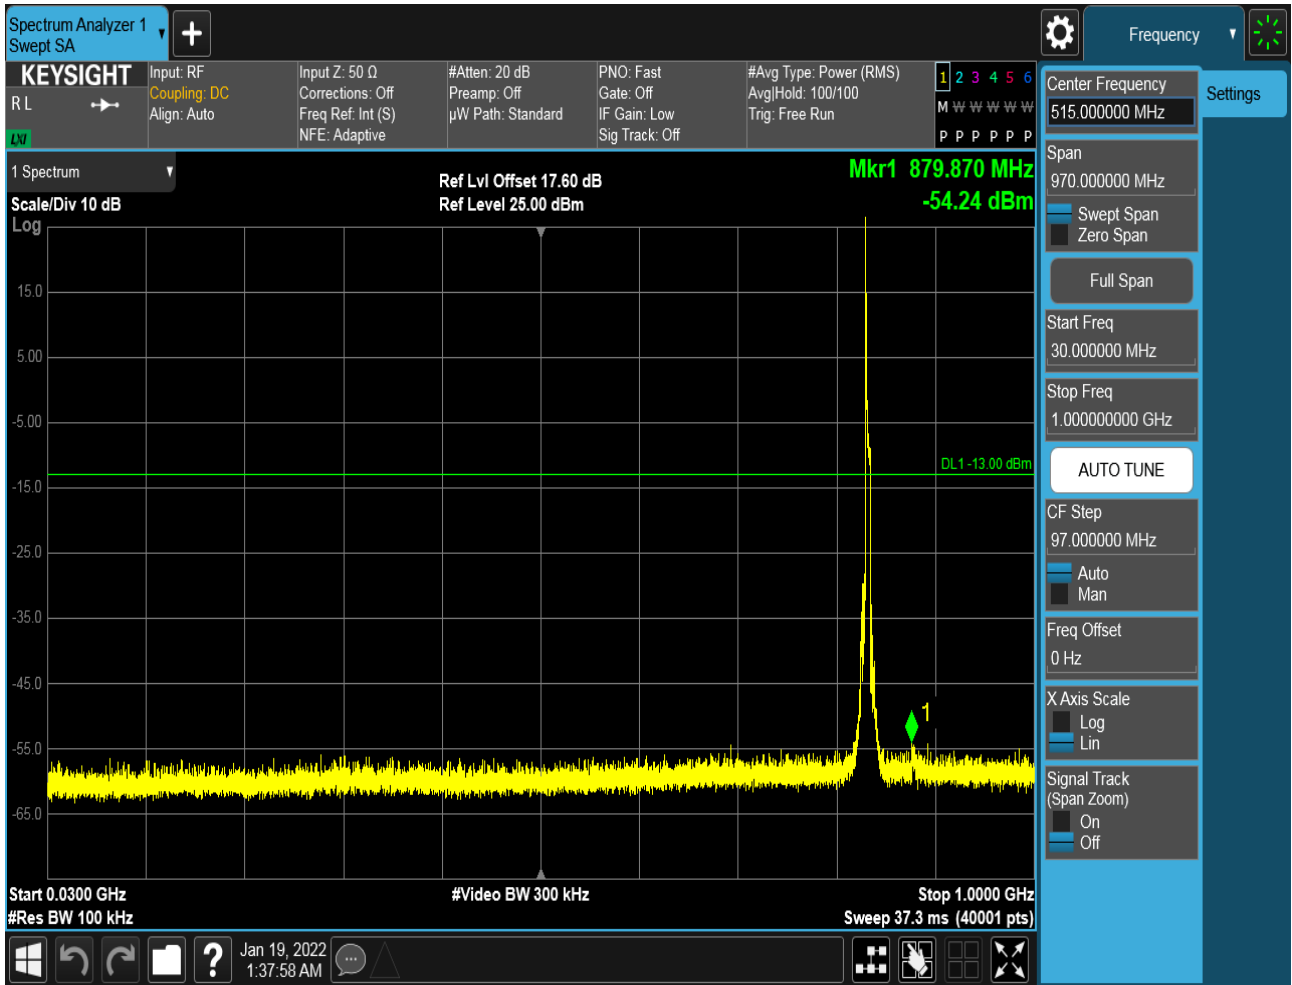 Spectrum Analyzer 1
Swept SA
Frequency
KEYSIGHT
R L
LXI
Input: RF
Coupling: DC
Align: Auto
Input Z: 50 Ω
Corrections: Off
Freq Ref: Int (S)
NFE: Adaptive
#Atten: 20 dB
Preamp: Off
µW Path: Standard
PNO: Fast
Gate: Off
IF Gain: Low
Sig Track: Off
#Avg Type: Power (RMS)
Avg|Hold: 100/100
Trig: Free Run
1 2 3 4 5 6
M W W W W W
P P P P P P
1 Spectrum
Scale/Div 10 dB
Log
Ref Lvl Offset 17.60 dB
Ref Level 25.00 dBm
Mkr1 879.870 MHz
-54.24 dBm
15.0
5.00
-5.00
DL1 -13.00 dBm
-15.0
-25.0
-35.0
-45.0
1
-55.0
-65.0
Start 0.0300 GHz
#Res BW 100 kHz
#Video BW 300 kHz
Stop 1.0000 GHz
Sweep 37.3 ms (40001 pts)
Center Frequency
515.000000 MHz
Settings
Span
970.000000 MHz
Swept Span
Zero Span
Full Span
Start Freq
30.000000 MHz
Stop Freq
1.000000000 GHz
AUTO TUNE
CF Step
97.000000 MHz
Auto
Man
Freq Offset
0 Hz
X Axis Scale
Log
Lin
Signal Track
(Span Zoom)
On
Off
?
Jan 19, 2022
1:37:58 AM